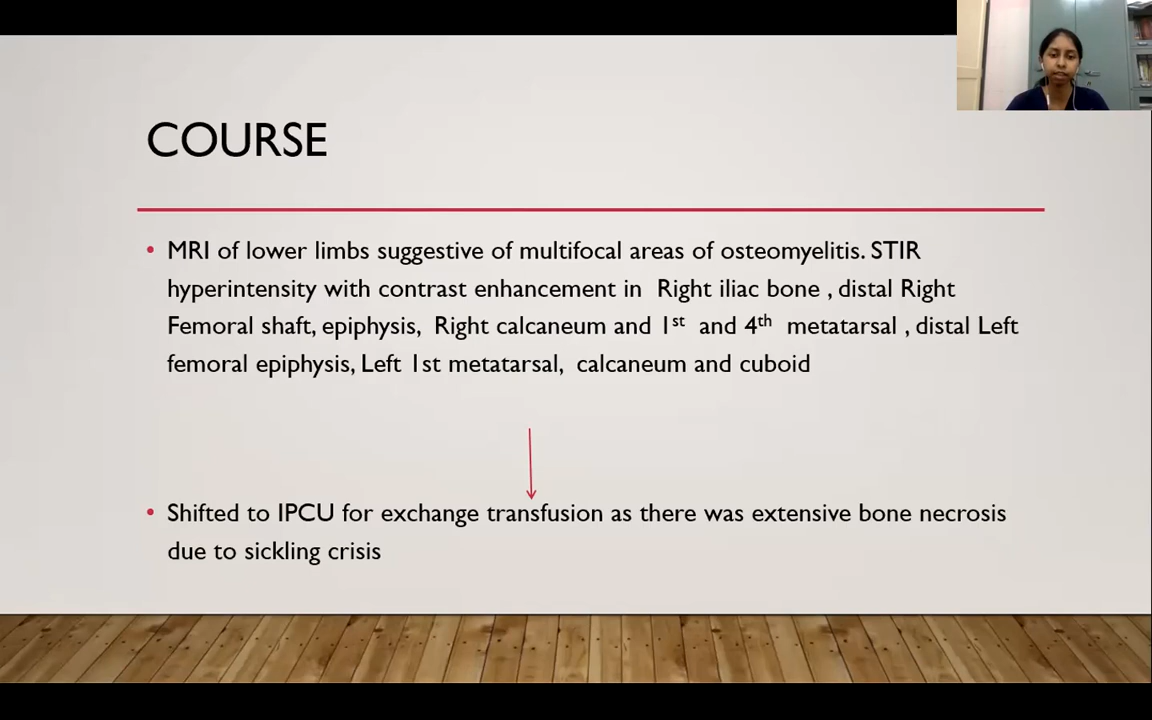 COURSE
• MRI of lower limbs suggestive of multifocal areas of osteomyelitis. STIR
hyperintensity with contrast enhancement in Right iliac bone , distal Right
Femoral shaft, epiphysis, Right calcaneum and 1st and 4th metatarsal , distal Left
femoral epiphysis, Left 1st metatarsal, calcaneum and cuboid
• Shifted to IPCU for exchange transfusion as there was extensive bone necrosis
due to sickling crisis